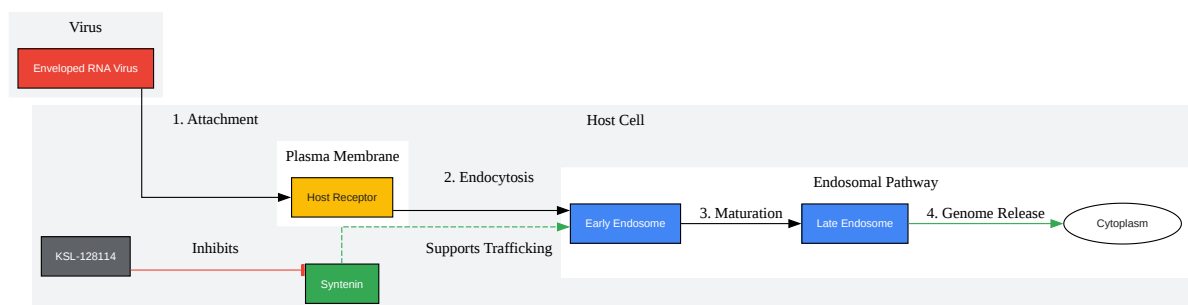 Virus
Enveloped RNA Virus
1. Attachment
Host Cell
Plasma Membrane
Host Receptor
2. Endocytosis
Endosomal Pathway
Early Endosome
3. Maturation
Late Endosome
4. Genome Release
Cytoplasm
KSL-128114
Inhibits
Syntenin
Supports Trafficking